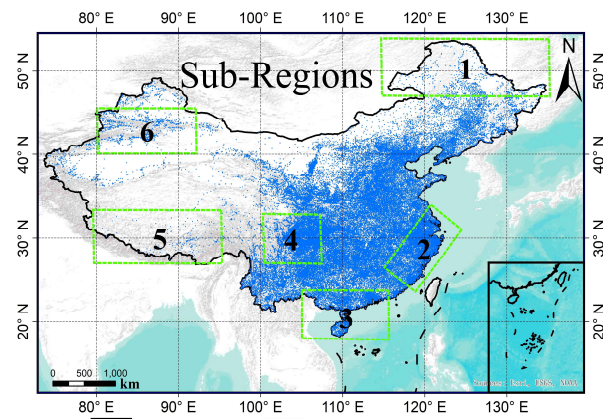 80° E 90° E 100° E 110° E 120° E 130° E
N
Sub-Regions
50° N 50° N
40° N 40° N
30° N 30° N
20° N 20° N
1
6
5
4
2
3
0 500 1,000
km
Sources: Esri, USGS, NOAA
80° E 90° E 100° E 110° E 120° E 130° E